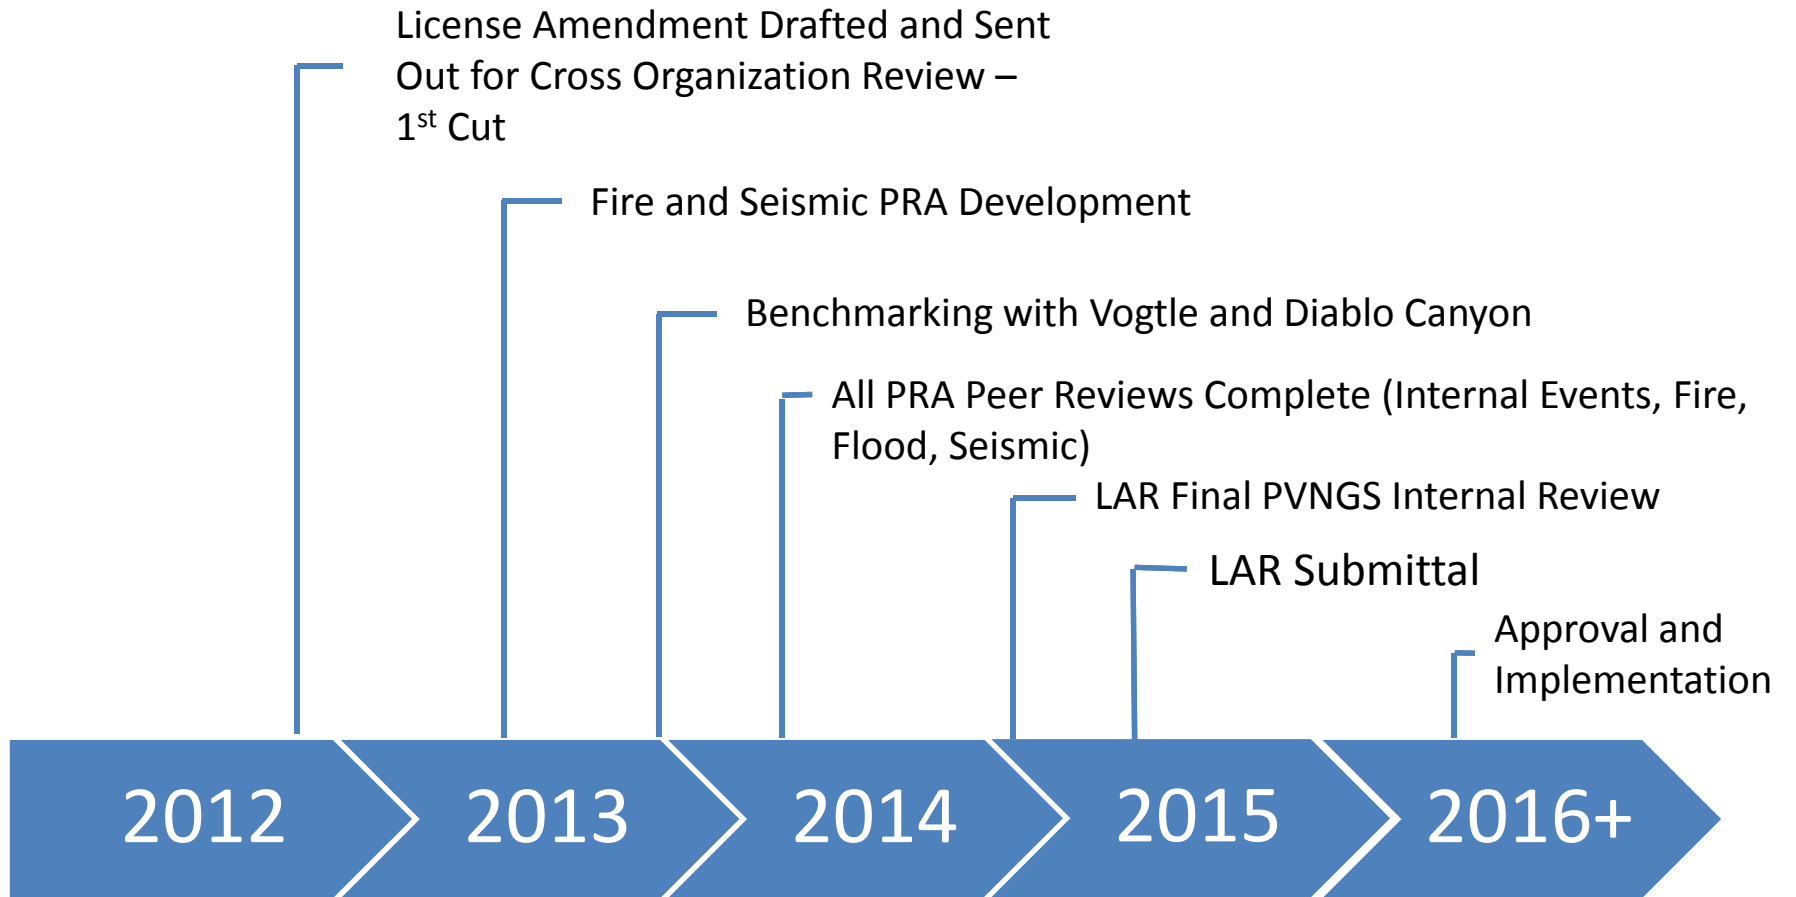 License Amendment Drafted and Sent
Out for Cross Organization Review –
1st Cut
Fire and Seismic PRA Development
Benchmarking with Vogtle and Diablo Canyon
All PRA Peer Reviews Complete (Internal Events, Fire,
Flood, Seismic)
LAR Final PVNGS Internal Review
LAR Submittal
Approval and
Implementation
2012
2013
2014
2015
2016+